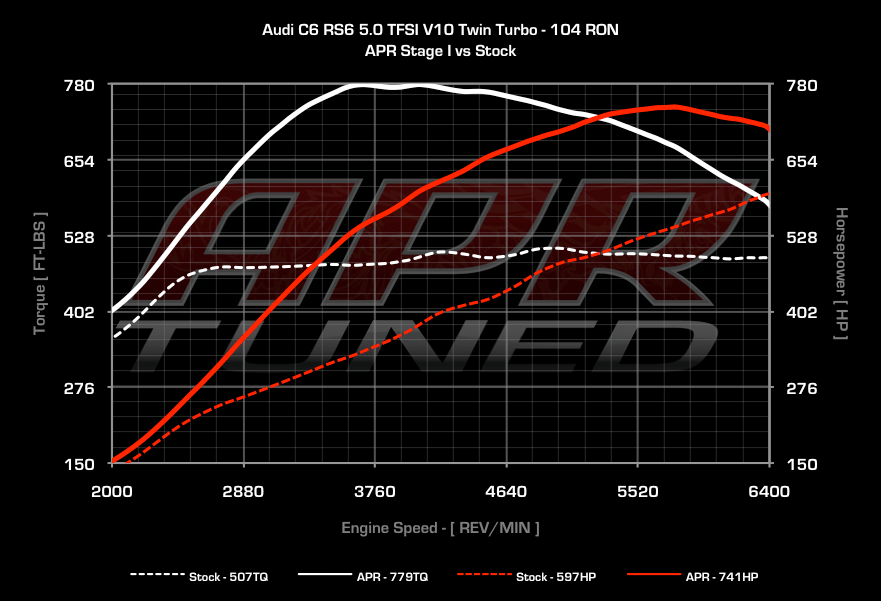 Audi C6 RS6 5.0 TFSI V10 Twin Turbo - 104 RON
APR Stage I vs Stock
780
780
654
654
528
528
402
402
276
276
150
150
Torque [ FT-LBS ]
Horsepower [ HP ]
APR
TUNED
2000 2880 3760 4640 5520 6400
Engine Speed - [ REV/MIN ]
Stock - 507TQ APR - 779TQ Stock - 597HP APR - 741HP